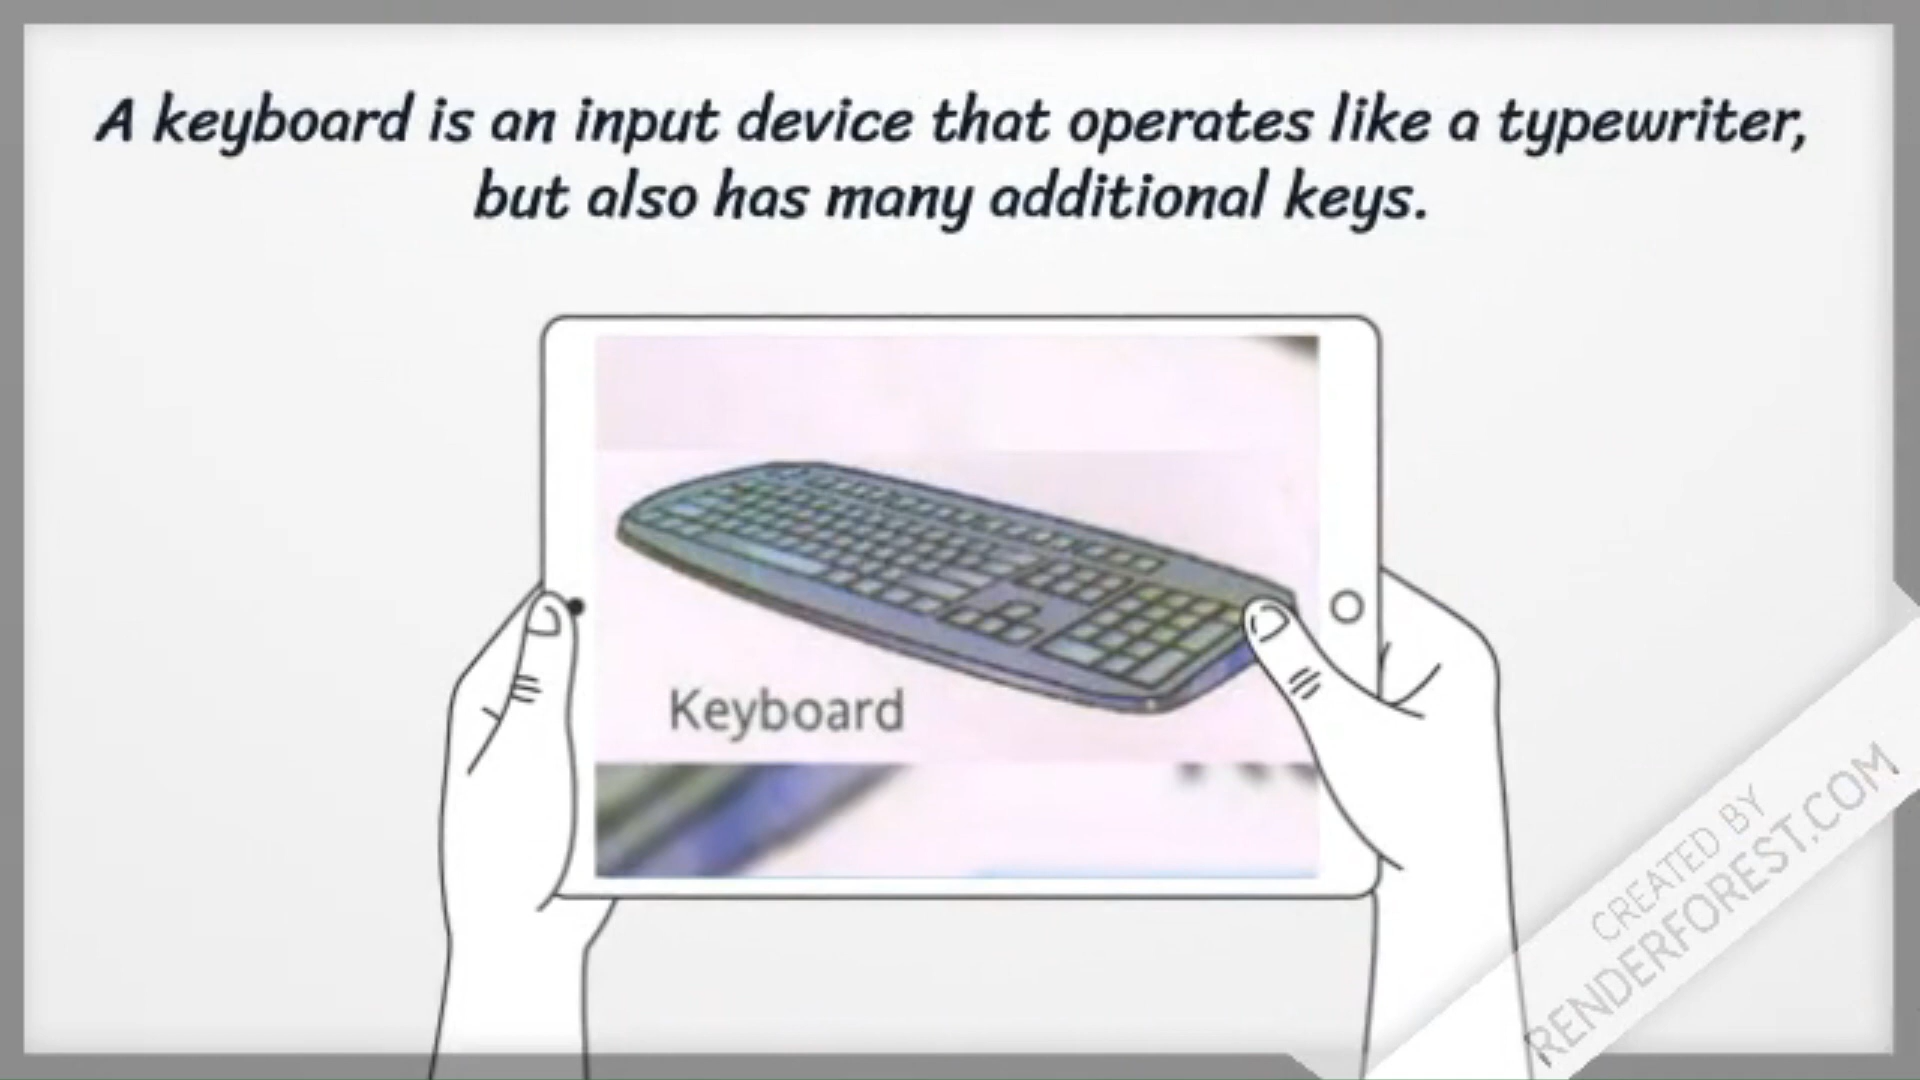 A keyboard is an input device that operates like a typewriter,
but also has many additional keys.
Keyboard
CREATED BY
RENDERFOREST.COM